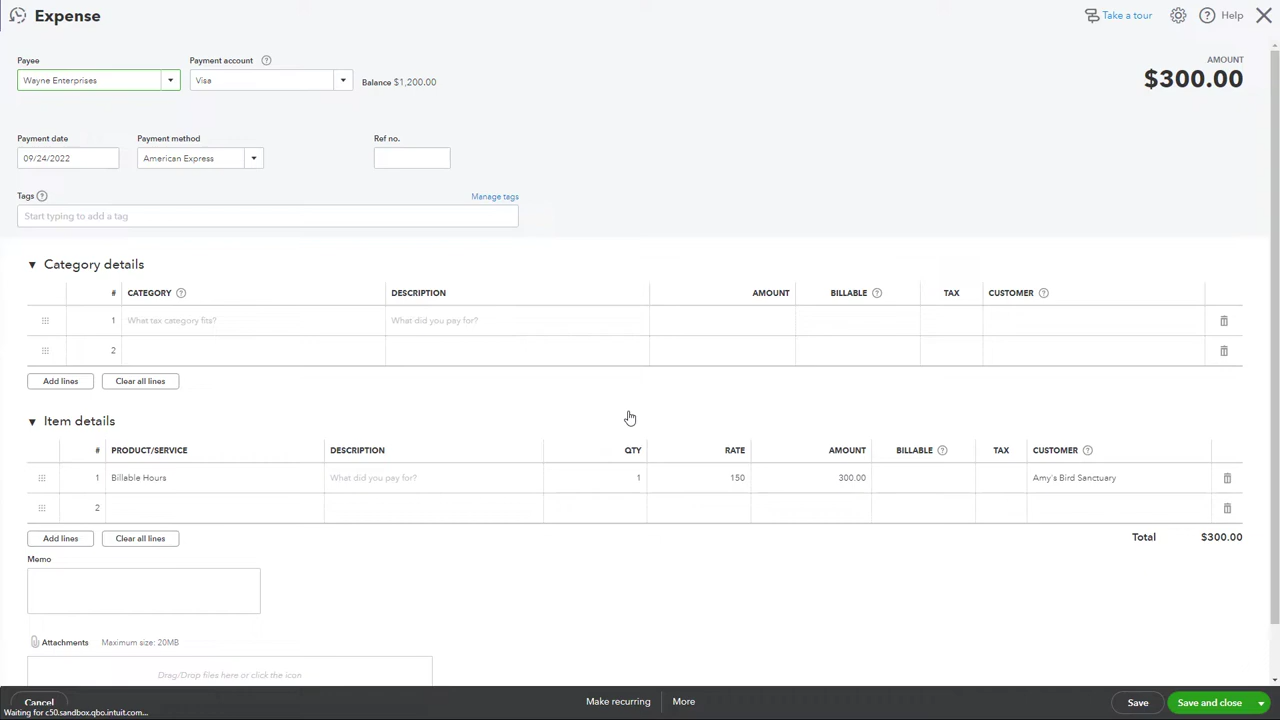 Expense
Take a tour
Help
Payee
Payment account
AMOUNT
Wayne Enterprises
Visa
Balance $1,200.00
$300.00
Payment date
Payment method
Ref no.
09/24/2022
American Express
Tags
Manage tags
Start typing to add a tag
Category details
# CATEGORY DESCRIPTION AMOUNT BILLABLE TAX CUSTOMER
1 What tax category fits? What did you pay for?
2
Add lines Clear all lines
Item details
# PRODUCT/SERVICE DESCRIPTION QTY RATE AMOUNT BILLABLE TAX CUSTOMER
1 Billable Hours What did you pay for? 1 150 300.00 Amy's Bird Sanctuary
2
Add lines Clear all lines
Total $300.00
Memo
Attachments Maximum size: 20MB
Drag/Drop files here or click the icon
Cancel Make recurring More Save Save and close
Waiting for c50.sandbox.qbo.intuit.com...